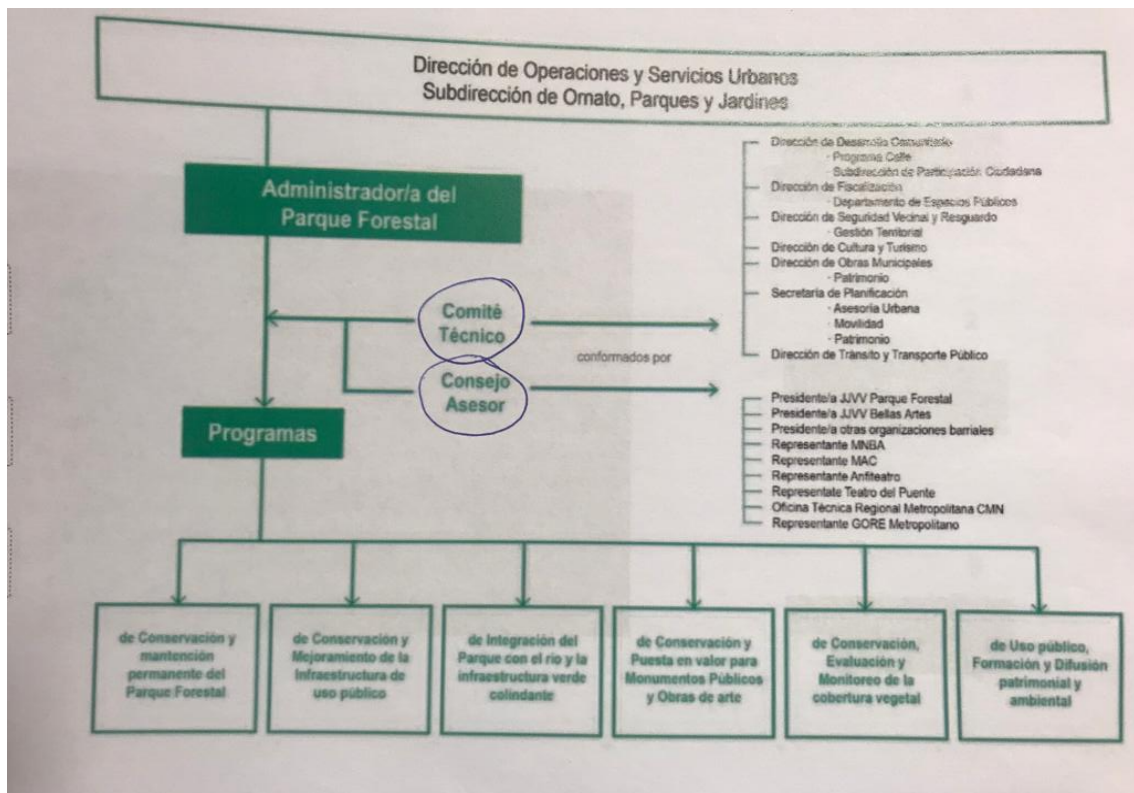 Dirección de Operaciones y Servicios Urbanos
Subdirección de Ornato, Parques y Jardines
Administrador/a del
Parque Forestal
Comité
Técnico
Consejo
Asesor
conformados por
Dirección de Desarrollo Comunitario
- Programa Calle
- Subdirección de Participación Ciudadana
Dirección de Fiscalización
- Departamento de Espacios Públicos
Dirección de Seguridad Vecinal y Resguardo
- Gestión Territorial
Dirección de Cultura y Turismo
Dirección de Obras Municipales
- Patrimonio
Secretaría de Planificación
- Asesoría Urbana
- Movilidad
- Patrimonio
Dirección de Tránsito y Transporte Público
Presidente/a JJVV Parque Forestal
Presidente/a JJVV Bellas Artes
Presidente/a otras organizaciones barriales
Representante MNBA
Representante MAC
Representante Anfiteatro
Represent​ate Teatro del Puente
Oficina Técnica Regional Metropolitana CMN
Representante GORE Metropolitano
Programas
de Conservación y
mantención
permanente del
Parque Forestal
de Conservación y
Mejoramiento de la
Infraestructura de
uso público
de Integración del
Parque con el río y la
infraestructura verde
colindante
de Conservación y
Puesta en valor para
Monumentos Públicos
y Obras de arte
de Conservación,
Evaluación y
Monitoreo de la
cobertura vegetal
de Uso público,
Formación y Difusión
patrimonial y
ambiental